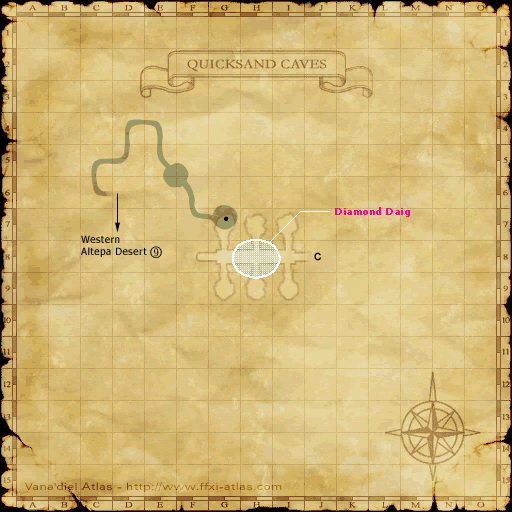 A B C D E F G H I J K L M N O
QUICKSAND CAVES
Diamond Daig
Western
Altepa Desert ⑨
C
1
2
3
4
5
6
7
8
9
10
11
12
13
14
15
Vana'diel Atlas - http://www.ffxi-atlas.com
A B C D E F G H I J K L M N O